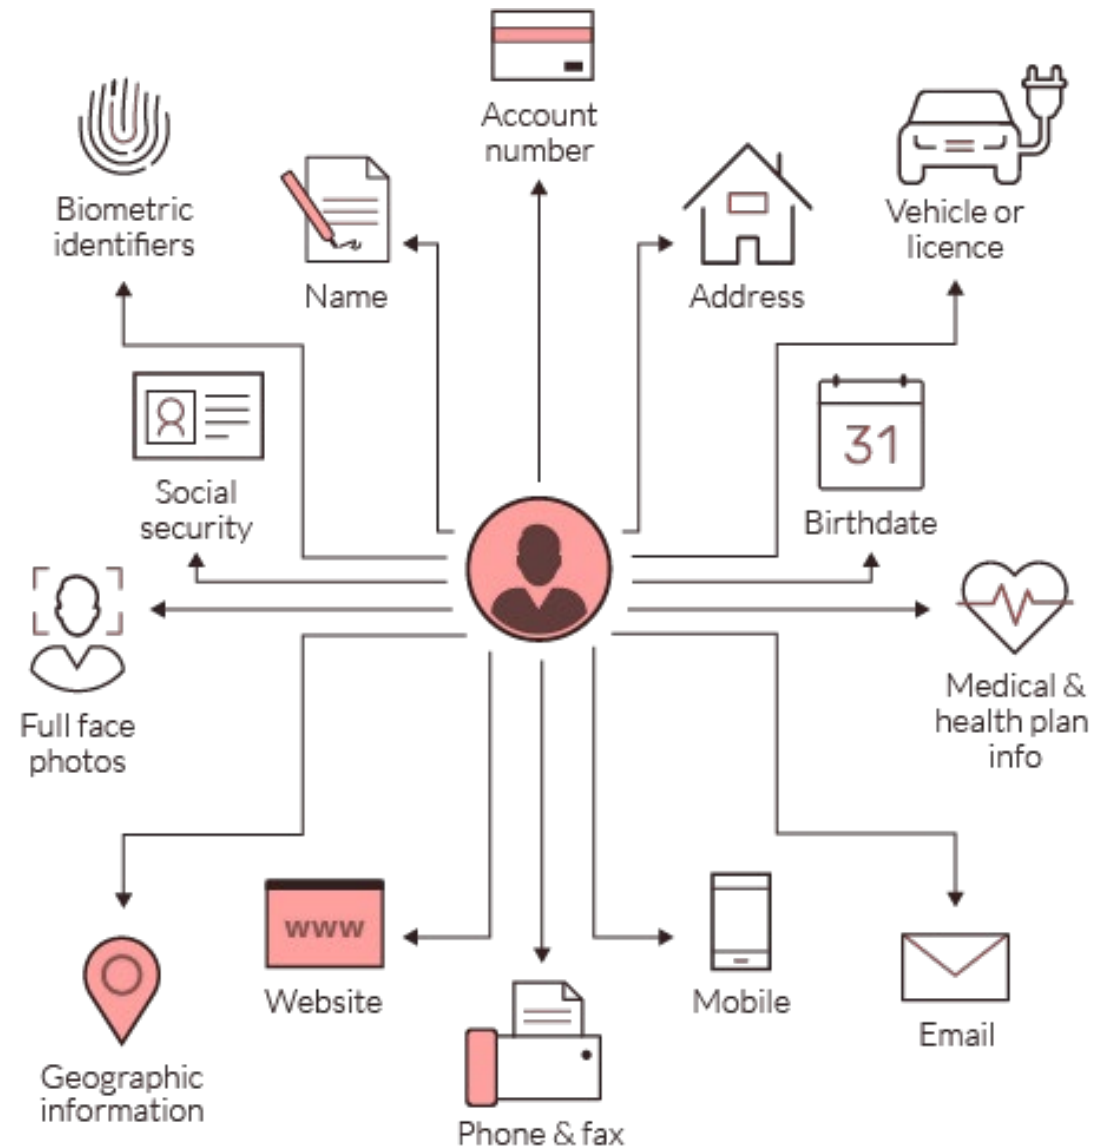 Account
number
Biometric
identifiers
Name
Address
Vehicle or
licence
Social
security
31
Birthdate
Full face
photos
Medical &
health plan
info
www
Website
Mobile
Email
Geographic
information
Phone & fax